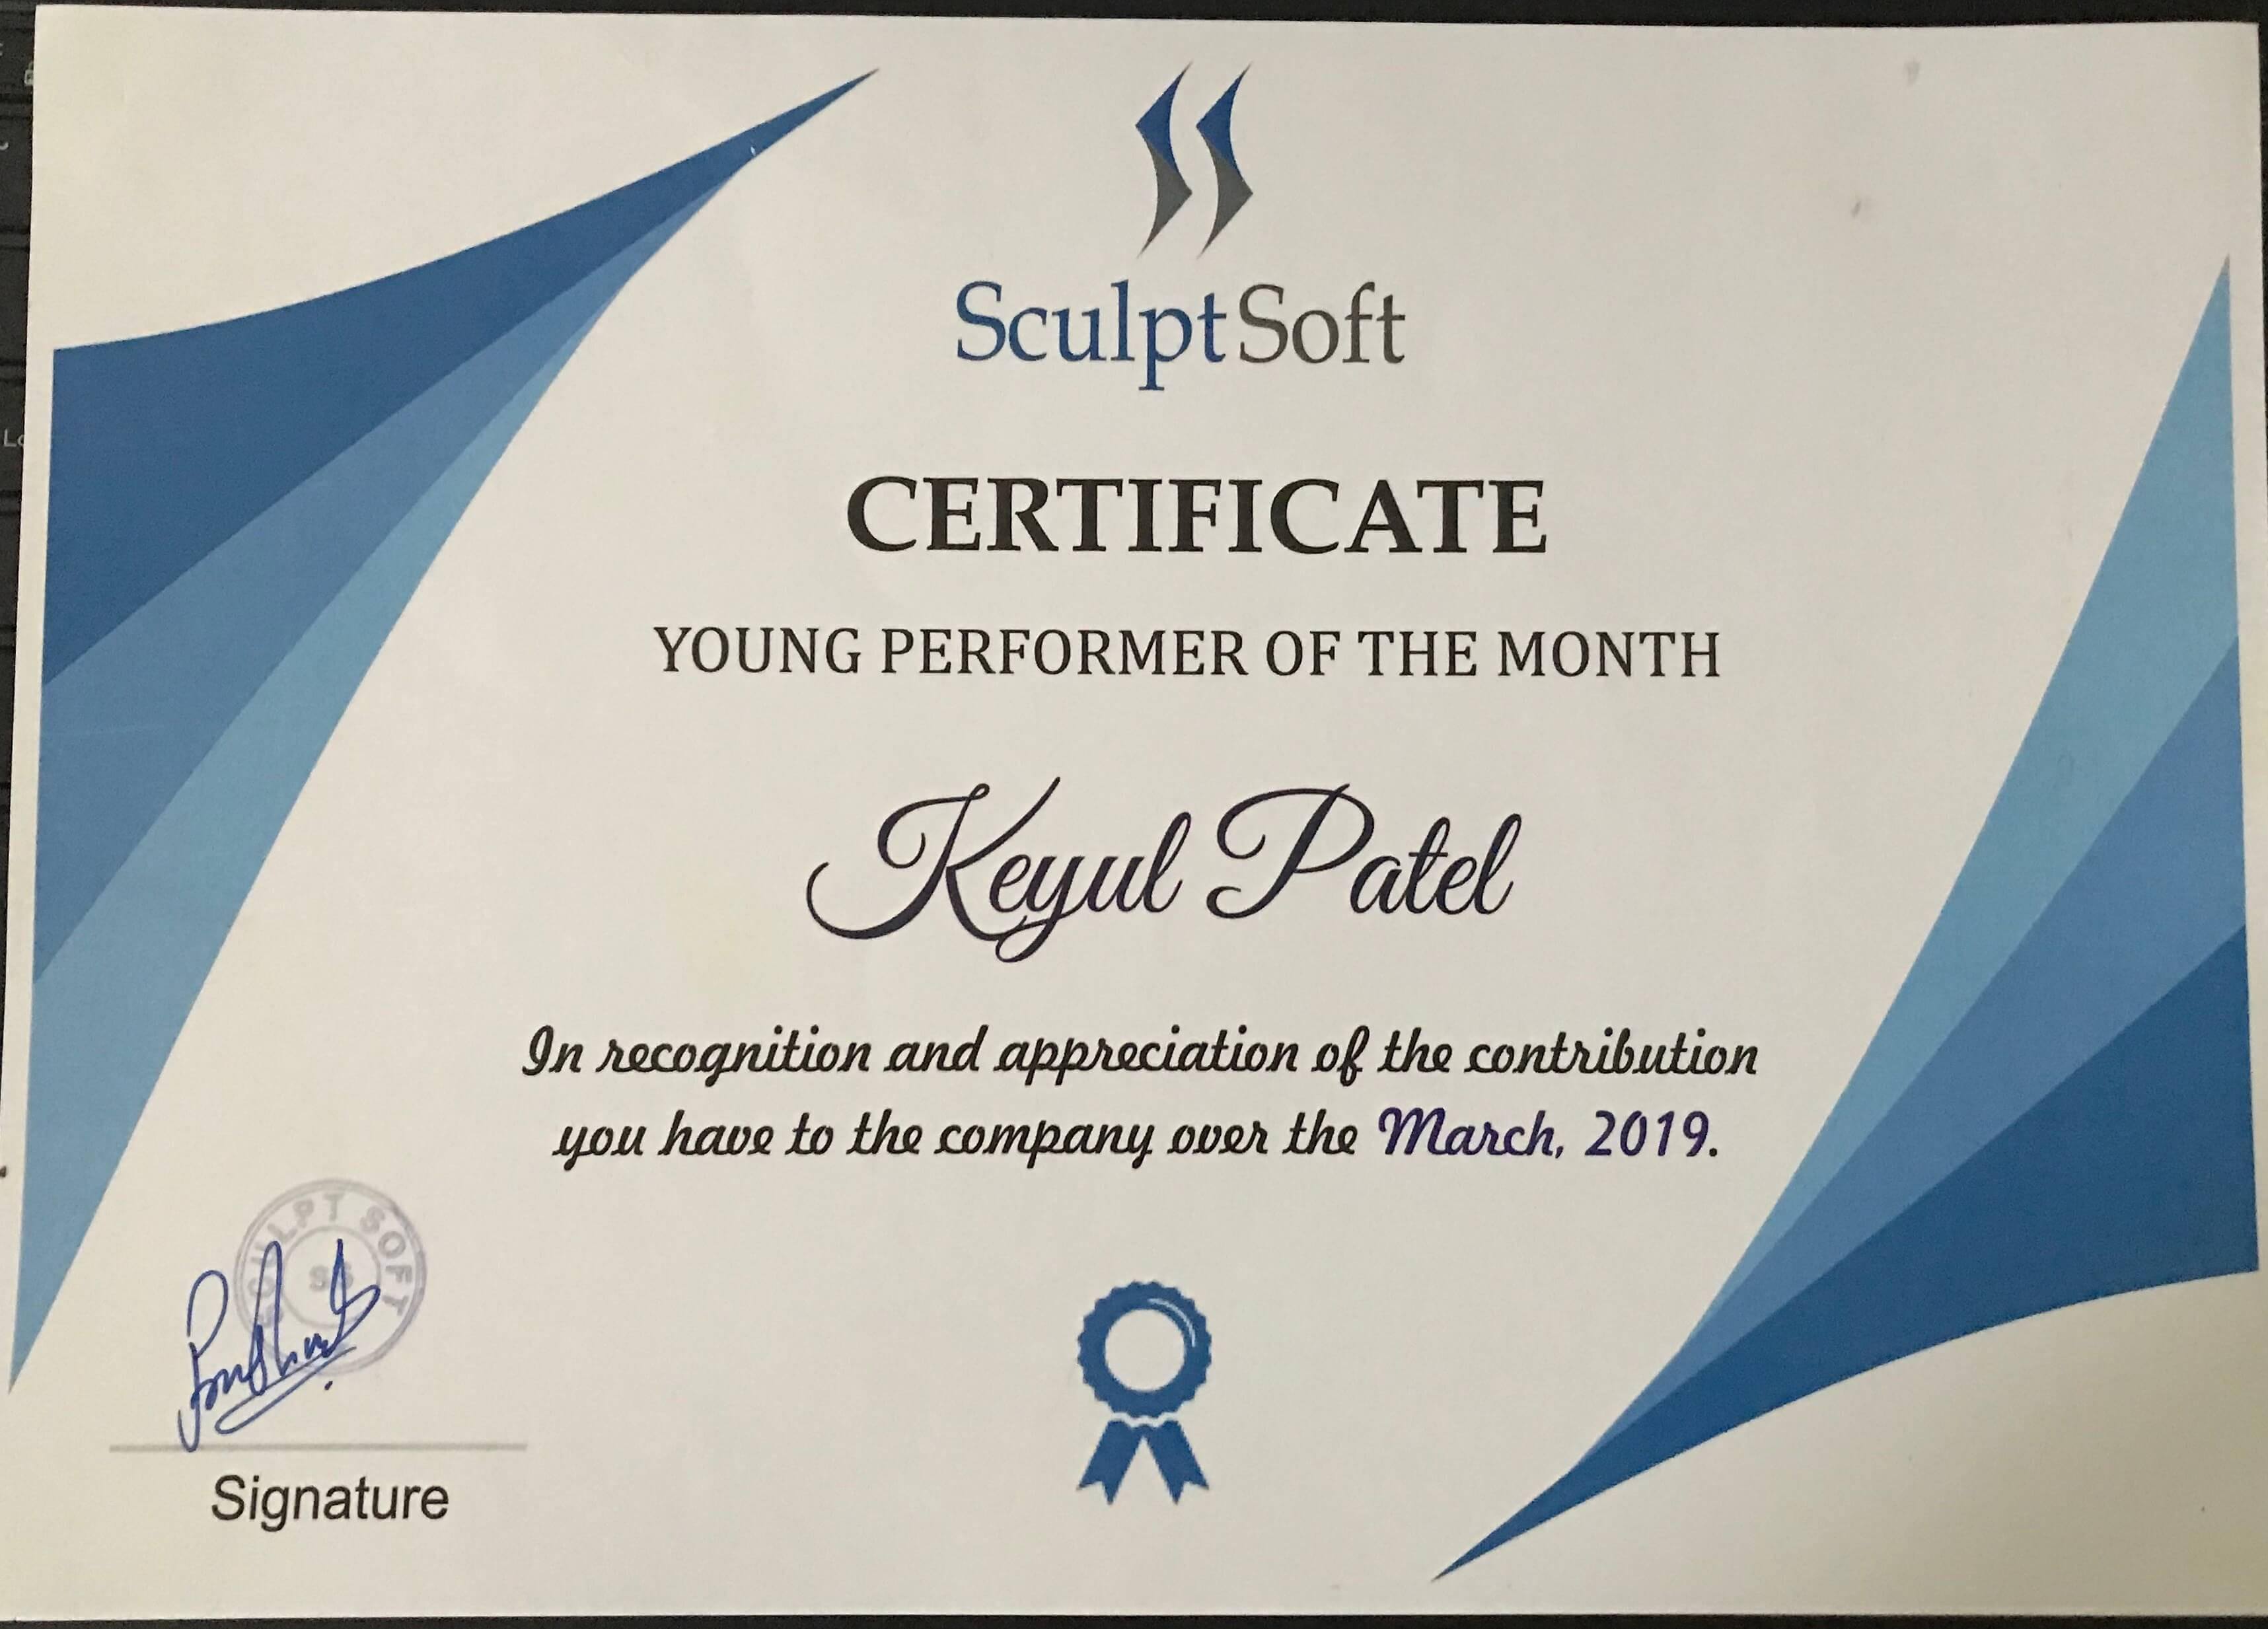 SculptSoft
CERTIFICATE
YOUNG PERFORMER OF THE MONTH
Keyul Patel
In recognition and appreciation of the contribution
you have to the company over the March, 2019.
SCULPT SOFT
SS
Signature